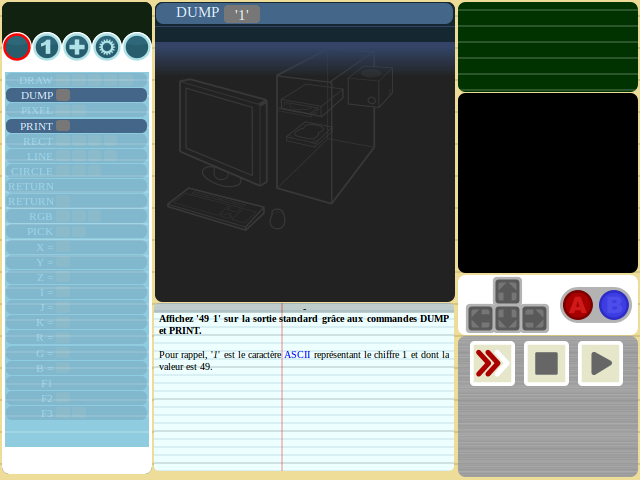 DUMP '1'
1
DRAW
DUMP
PIXEL
PRINT
RECT
LINE
CIRCLE
RETURN
RETURN
RGB
PICK
X =
Y =
Z =
I =
J =
K =
R =
G =
B =
F1
F2
F3
-
Affichez '49 1' sur la sortie standard grâce aux commandes DUMP
et PRINT.
Pour rappel, '1' est le caractère ASCII représentant le chiffre 1 et dont la
valeur est 49.
A B